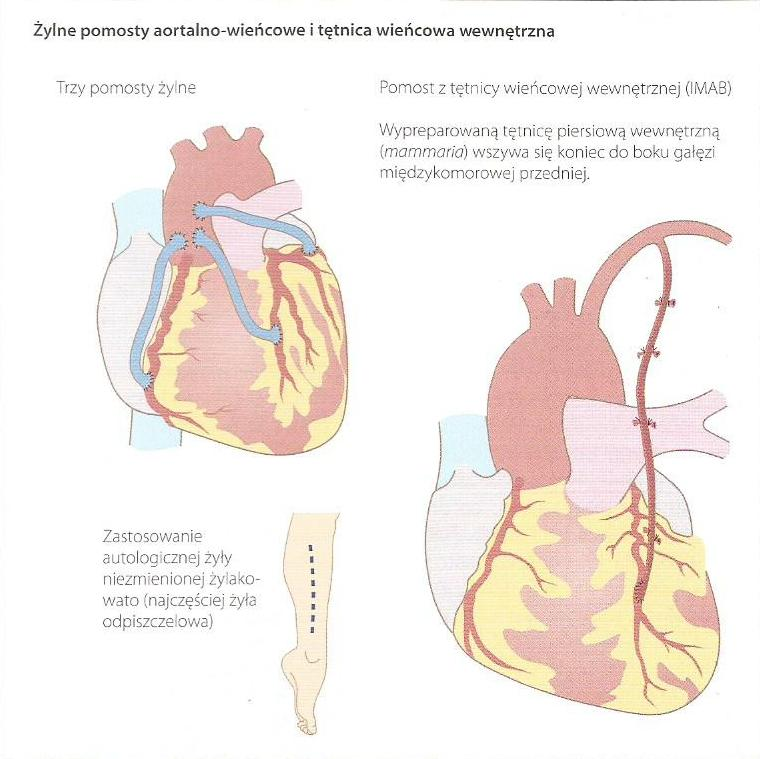 Żylne pomosty aortalno-wieńcowe i tętnica wieńcowa wewnętrzna
Trzy pomosty żylne
Pomost z tętnicy wieńcowej wewnętrznej (IMAB)
Wypreparowaną tętnicę piersiową wewnętrzną
(mammaria) wszywa się koniec do boku gałęzi
międzykomorowej przedniej.
Zastosowanie
autologicznej żyły
niezmienionej żylako-
wato (najczęściej żyła
odpiszczelowa)